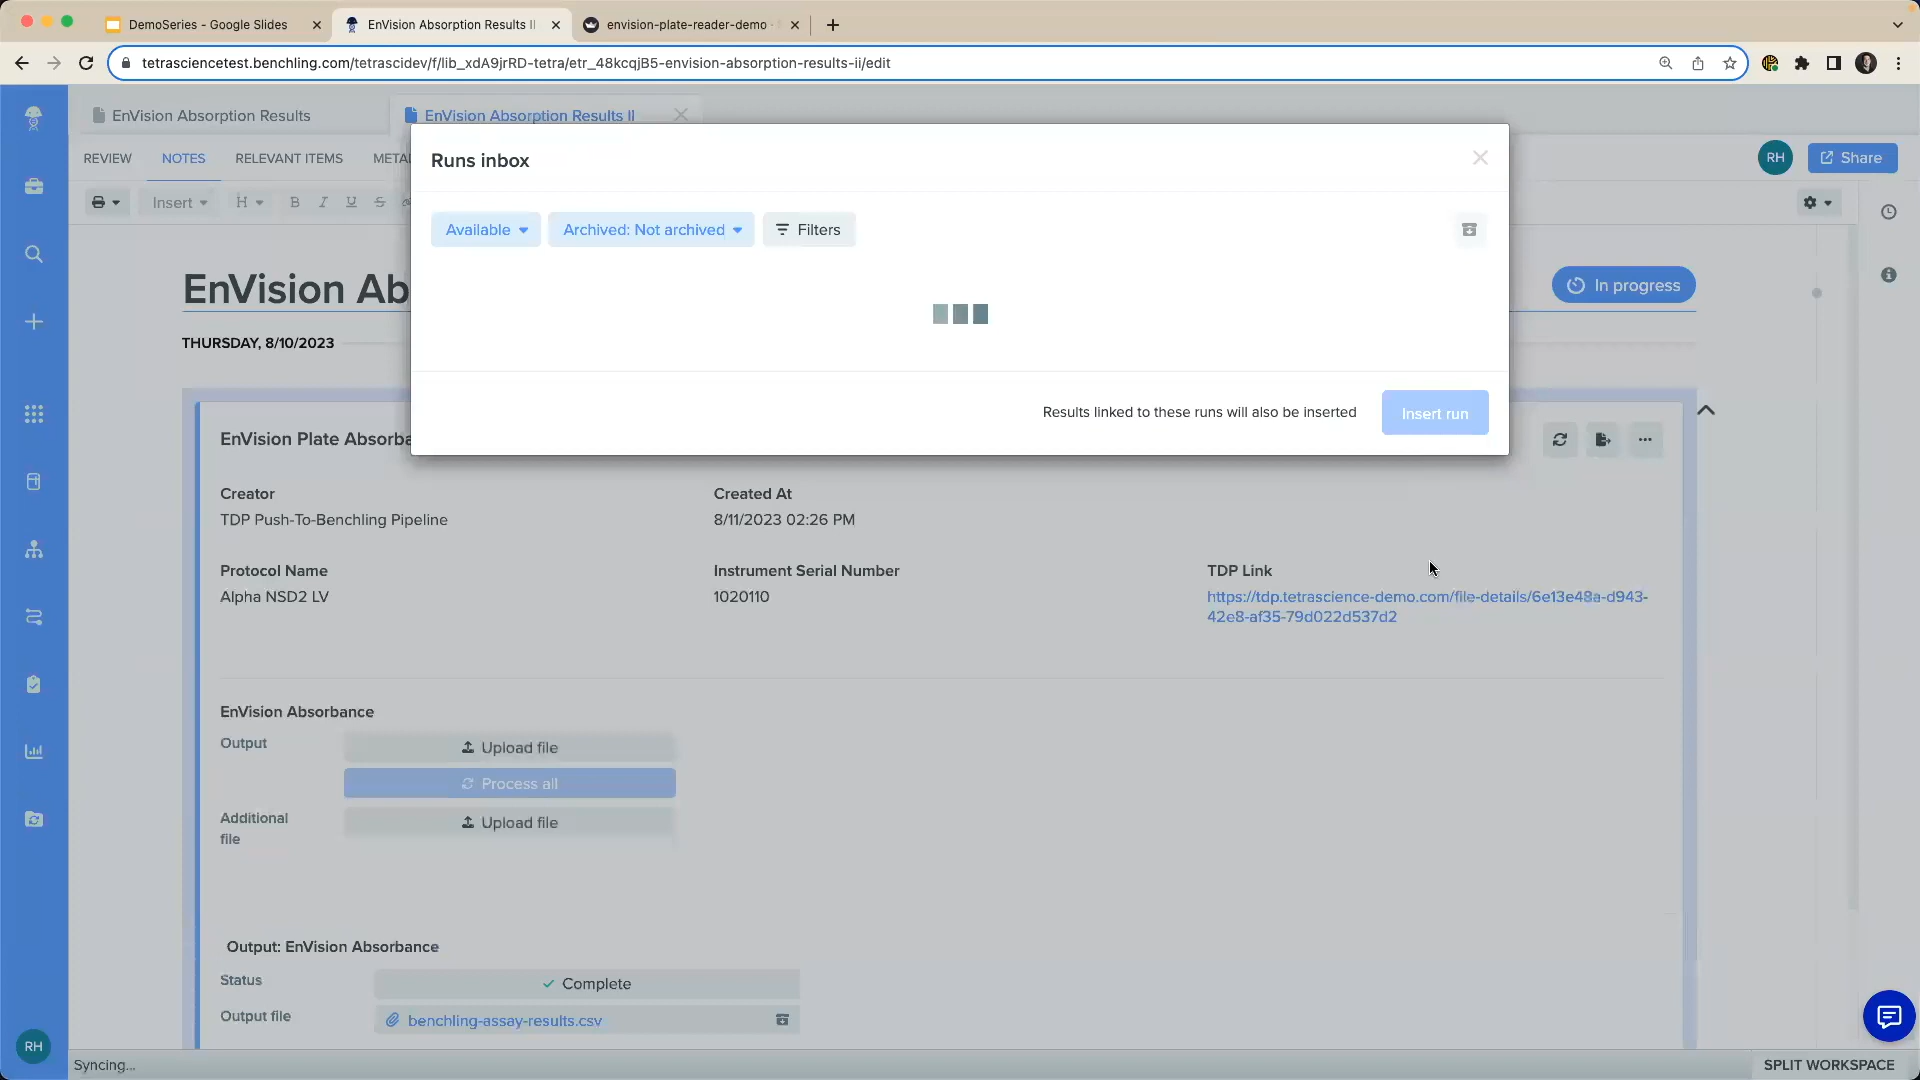 DemoSeries - Google Slides
EnVision Absorption Results II
envision-plate-reader-demo
tetrasciencetest.benchling.com/tetrascidev/f/lib_xdA9jrRD-tetra/etr_48kcqjB5-envision-absorption-results-ii/edit
EnVision Absorption Results
EnVision Absorption Results II
REVIEW
NOTES
RELEVANT ITEMS
META
RH
Share
Insert
H
B
I
U
S
Runs inbox
Available
Archived: Not archived
Filters
Results linked to these runs will also be inserted
Insert run
EnVision Ab
In progress
THURSDAY, 8/10/2023
EnVision Plate Absorba
Creator
Created At
TDP Push-To-Benchling Pipeline
8/11/2023 02:26 PM
Protocol Name
Instrument Serial Number
TDP Link
Alpha NSD2 LV
1020110
https://tdp.tetrascience-demo.com/file-details/6e13e48a-d943-
42e8-af35-79d022d537d2
EnVision Absorbance
Output
Upload file
Process all
Additional
file
Upload file
Output: EnVision Absorbance
Status
Complete
Output file
benchling-assay-results.csv
RH
Syncing...
SPLIT WORKSPACE